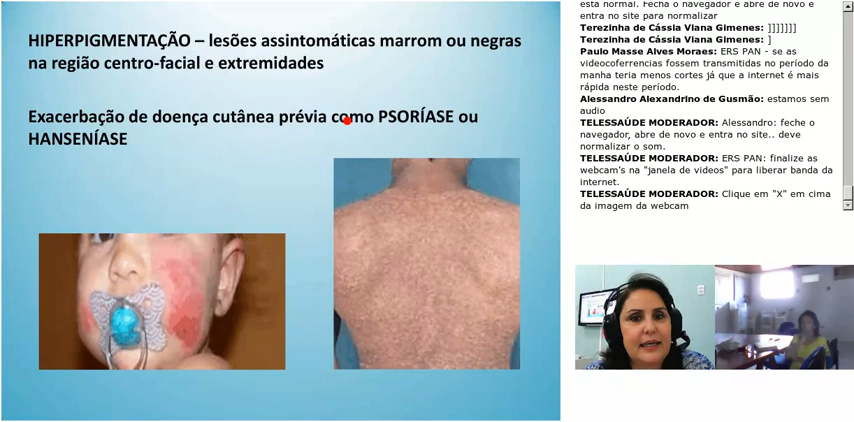 HIPERPIGMENTAÇÃO – lesões assintomáticas marrom ou negras
na região centro-facial e extremidades
Exacerbação de doença cutânea prévia como PSORÍASE ou
HANSENÍASE
está normal. Feche o navegador e abre de novo e
entra no site para normalizar
Terezinha de Cássia Viana Gimenes: ]]]]]]]
Terezinha de Cássia Viana Gimenes: ]
Paulo Masse Alves Moraes: ERS PAN - se as
videocoferrencias fossem transmitidas no período da
manha teria menos cortes já que a internet é mais
rápida neste período.
Alessandro Alexandrino de Gusmão: estamos sem
audio
TELESSAÚDE MODERADOR: Alessandro: feche o
navegador, abre de novo e entra no site.. deve
normalizar o som.
TELESSAÚDE MODERADOR: ERS PAN: finalize as
webcam's na "janela de videos" para liberar banda da
internet.
TELESSAÚDE MODERADOR: Clique em "X" em cima
da imagem da webcam